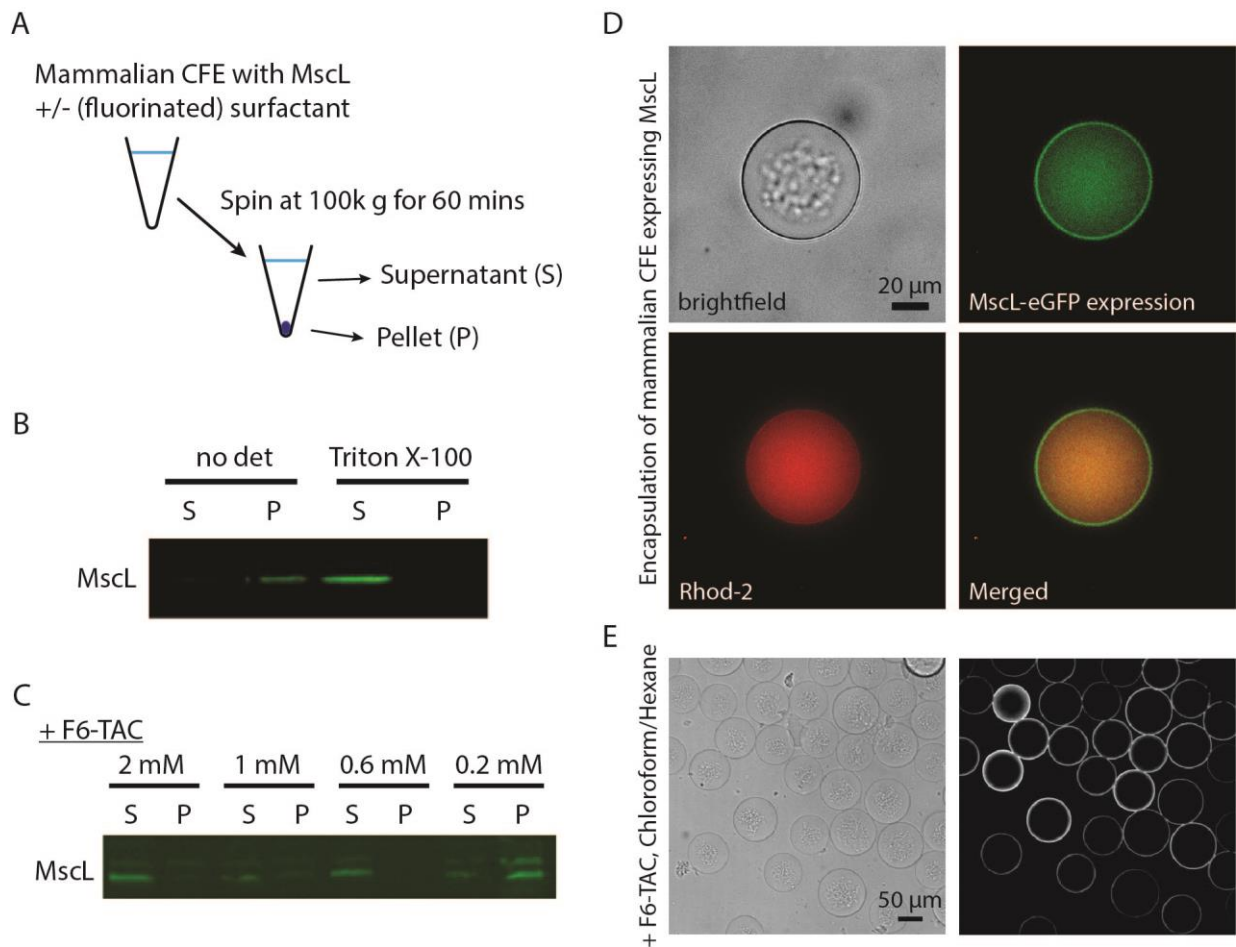 A
Mammalian CFE with MscL
+/- (fluorinated) surfactant
Spin at 100k g for 60 mins
Supernatant (S)
Pellet (P)
B
no det Triton X-100
S P S P
MscL
C
+ F6-TAC
2 mM 1 mM 0.6 mM 0.2 mM
S P S P S P S P
MscL
D
Encapsulation of mammalian CFE expressing MscL
20 µm
brightfield
MscL-eGFP expression
Rhod-2
Merged
E
+ F6-TAC, Chloroform/Hexane
50 µm